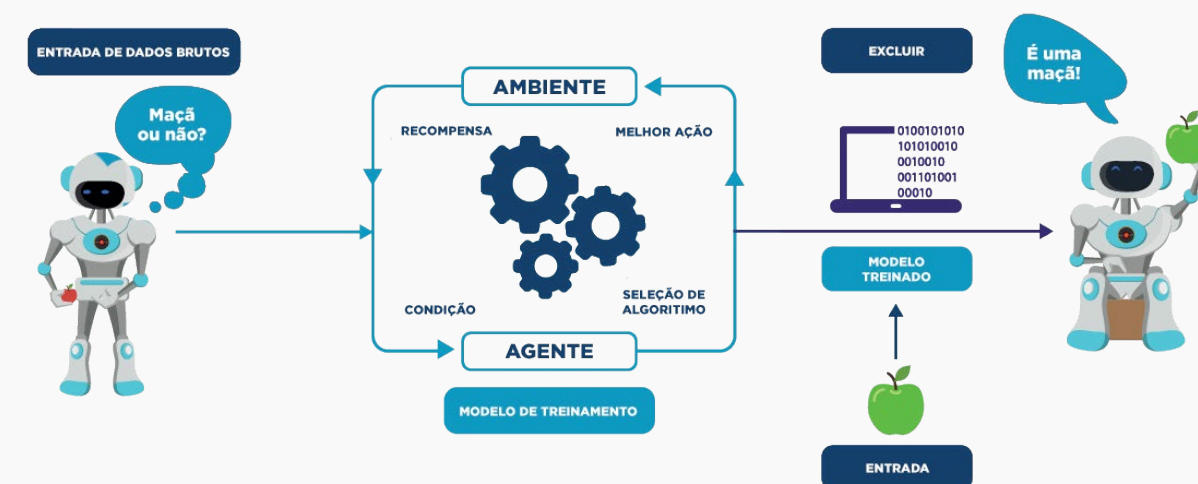 ENTRADA DE DADOS BRUTOS
Maçã
ou não?
AMBIENTE
RECOMPENSA
MELHOR AÇÃO
CONDIÇÃO
SELEÇÃO DE
ALGORITIMO
AGENTE
MODELO DE TREINAMENTO
EXCLUIR
0100101010
101010010
0010010
001101001
00010
MODELO
TREINADO
ENTRADA
É uma
maçã!